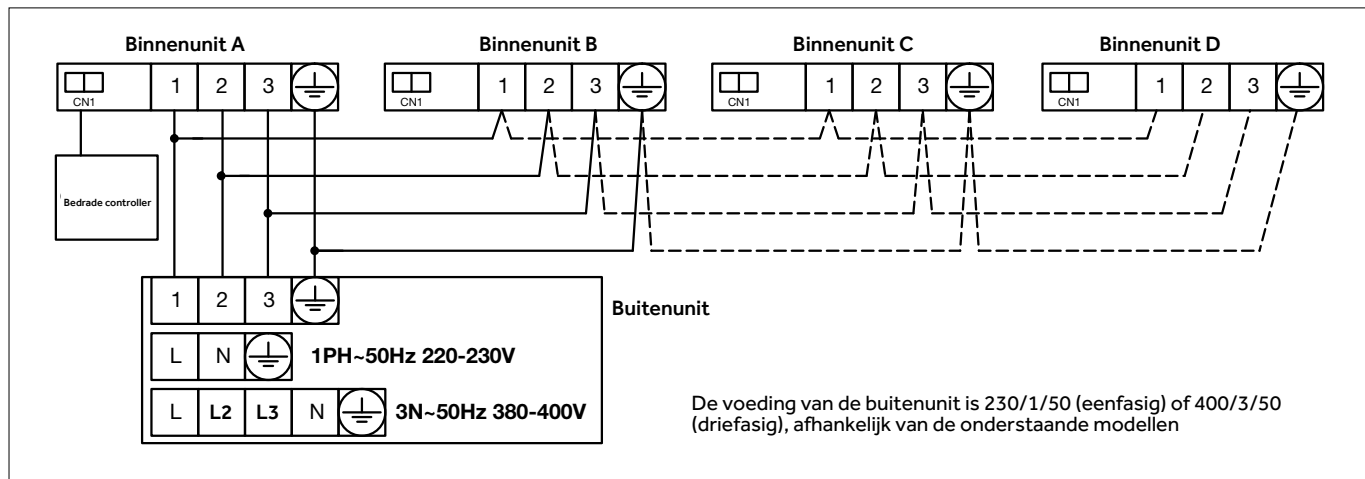 Binnenunit A
Binnenunit B
Binnenunit C
Binnenunit D
CN1
1 2 3
CN1
1 2 3
CN1
1 2 3
CN1
1 2 3
Bedrade controller
1 2 3
Buitenunit
L N
1PH~50Hz 220-230V
L L2 L3 N
3N~50Hz 380-400V
De voeding van de buitenunit is 230/1/50 (eenfasig) of 400/3/50
(driefasig), afhankelijk van de onderstaande modellen